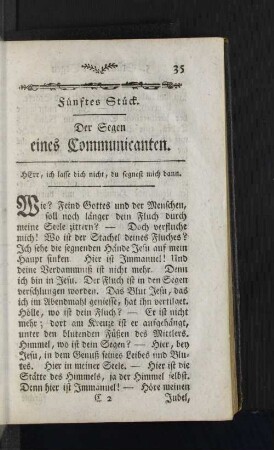 35
Fünftes Stück.
Der Segen
eines Communicanten.
HErr, ich lasse dich nicht, du segnest mich dann.
Wie? Feind Gottes und der Menschen,
soll noch länger dein Fluch durch
meine Seele zittern? — Doch verfluche
mich! Wo ist der Stachel deines Fluches?
Ich sehe die segnenden Hände Jesu auf mein
Haupt sinken Hier ist Immanuel! Und
deine Verdammniß ist nicht mehr. Denn
ich bin in Jesu. Der Fluch ist in den Segen
verschlungen worden. Das Blut Jesu, das
ich im Abendmahl geniesse, hat ihn vertilget.
Hölle, wo ist dein Fluch? — Er ist nicht
mehr; dort am Kreuze ist er aufgehängt,
unter den blutenden Füßen des Mittlers.
Himmel, wo ist dein Segen? — Hier, bey
Jesu, in dem Genuß seines Leibes und Blu-
tes. Hier in meiner Seele. — Hier ist die
Stätte des Himmels, ja der Himmel selbst.
Denn hier ist Immanuel! — Höre meinen
C 2 Jubel,